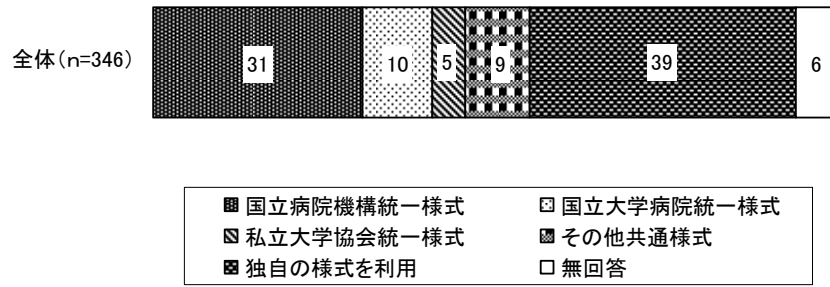 全体(n=346)
31 10 5 9 39 6
国立病院機構統一様式 国立大学病院統一様式
私立大学協会統一様式 その他共通様式
独自の様式を利用 無回答